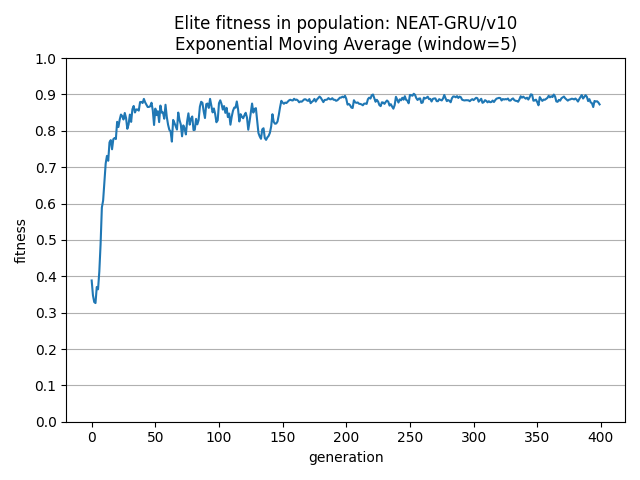 Elite fitness in population: NEAT-GRU/v10
Exponential Moving Average (window=5)
1.0
0.9
0.8
0.7
0.6
0.5
0.4
0.3
0.2
0.1
0.0
fitness
0 50 100 150 200 250 300 350 400
generation